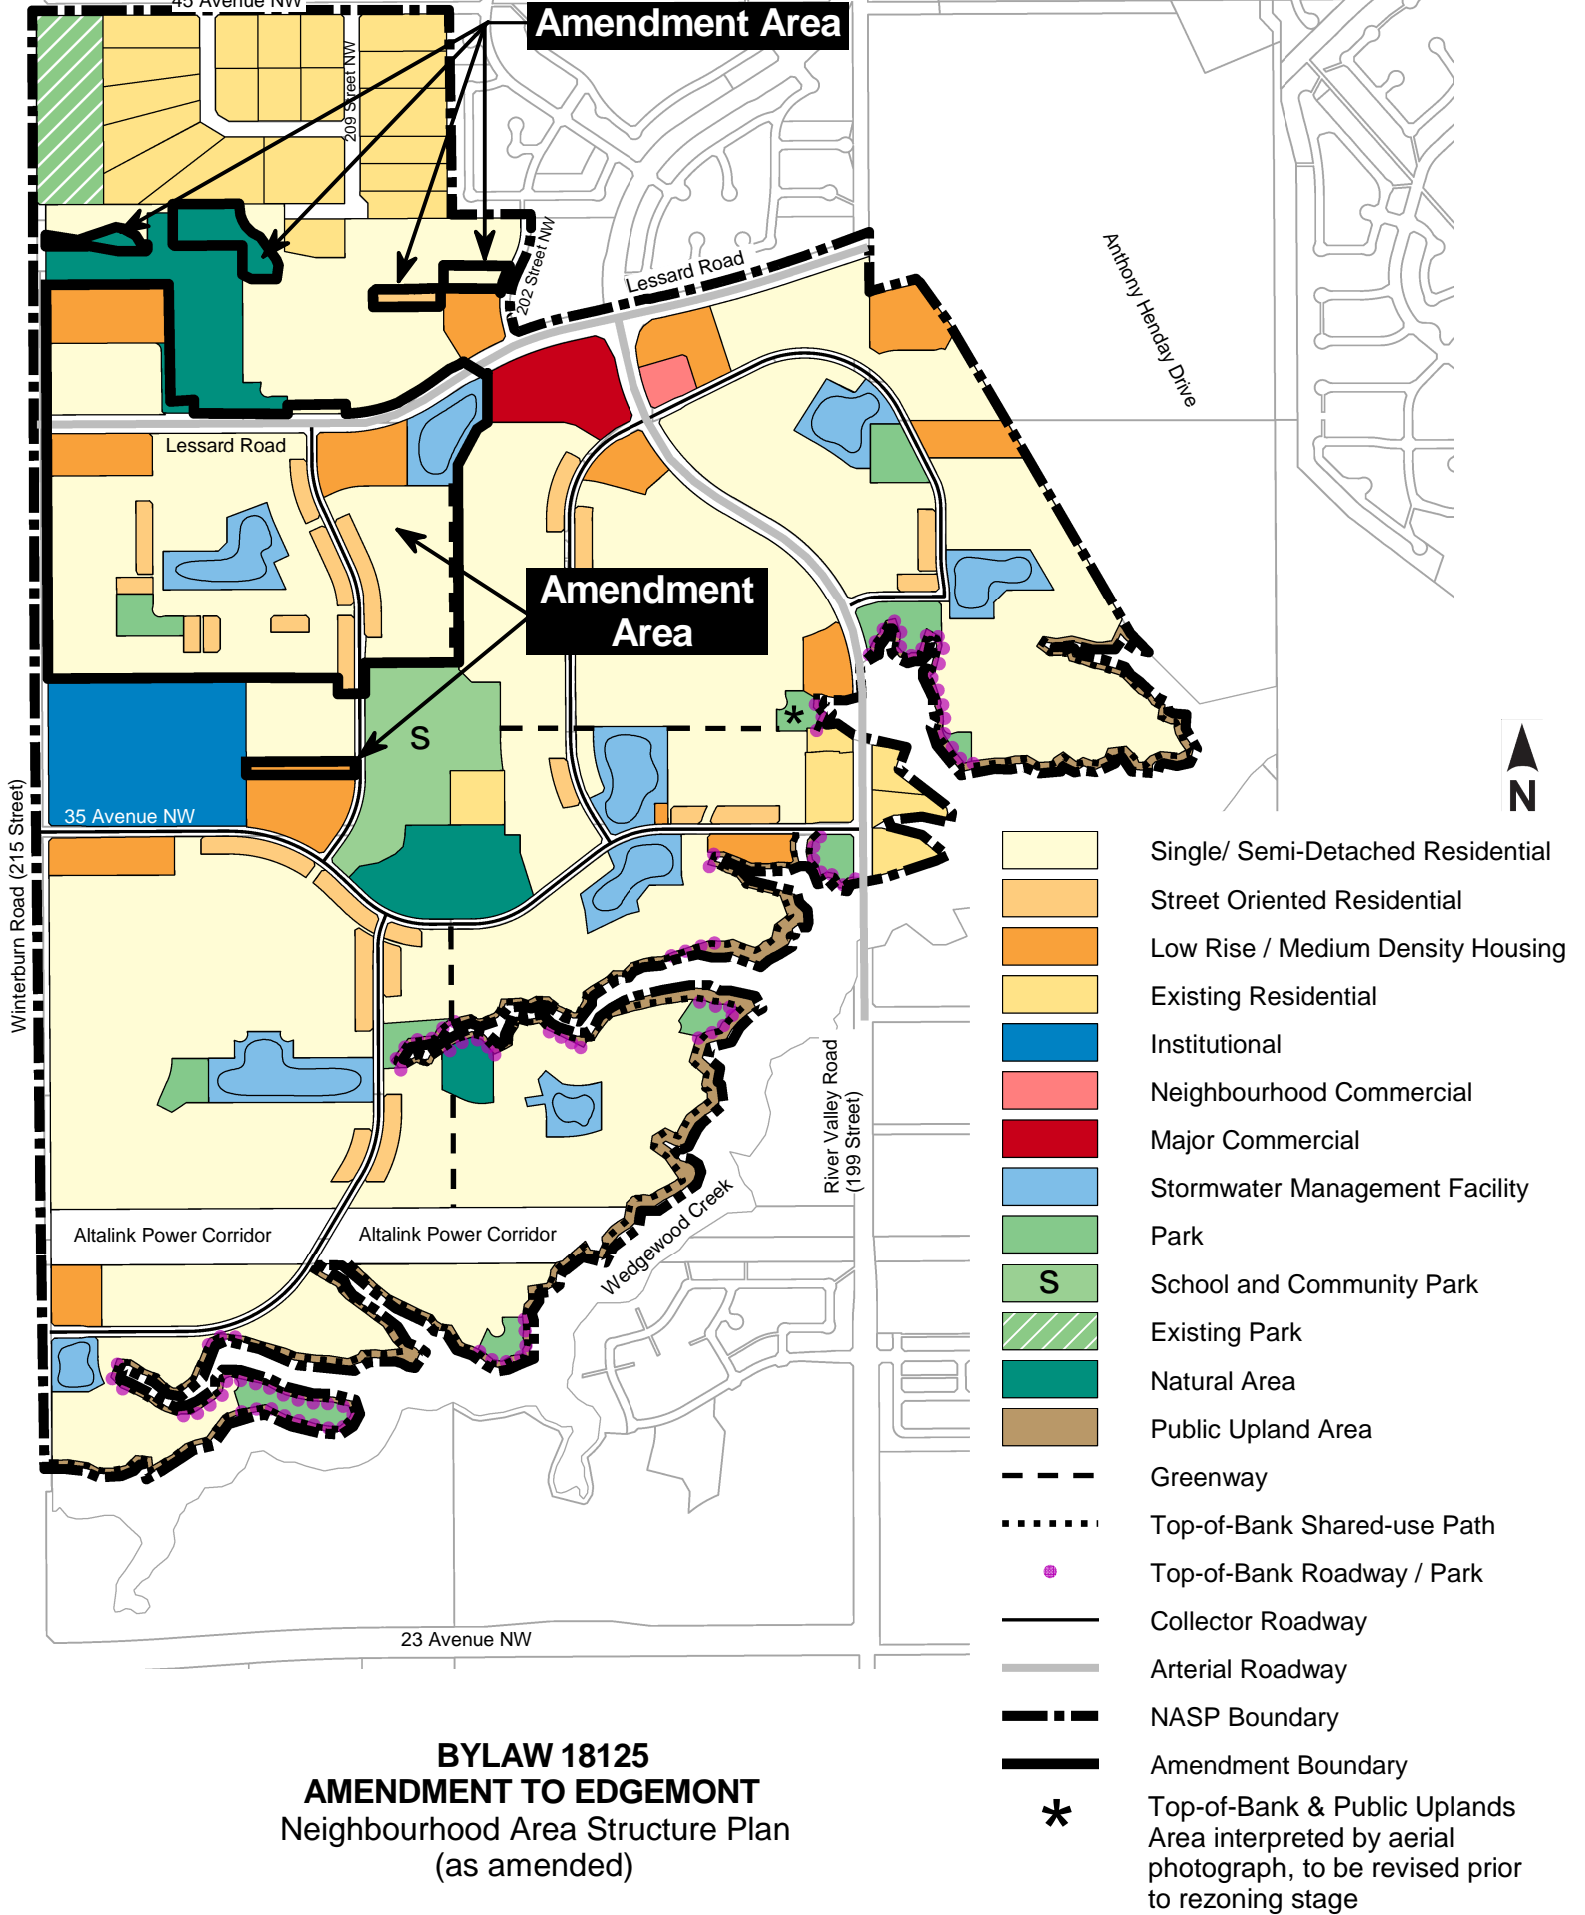 45 Avenue NW
Amendment Area
209 Street NW
202 Street NW
Lessard Road
Anthony Henday Drive
Lessard Road
Amendment
Area
*
S
35 Avenue NW
Winterburn Road (215 Street)
N
River Valley Road
(199 Street)
Altalink Power Corridor
Altalink Power Corridor
Wedgewood Creek
23 Avenue NW
Single/ Semi-Detached Residential
Street Oriented Residential
Low Rise / Medium Density Housing
Existing Residential
Institutional
Neighbourhood Commercial
Major Commercial
Stormwater Management Facility
Park
S School and Community Park
Existing Park
Natural Area
Public Upland Area
Greenway
Top-of-Bank Shared-use Path
Top-of-Bank Roadway / Park
Collector Roadway
Arterial Roadway
NASP Boundary
Amendment Boundary
* Top-of-Bank & Public Uplands
Area interpreted by aerial
photograph, to be revised prior
to rezoning stage
BYLAW 18125
AMENDMENT TO EDGEMONT
Neighbourhood Area Structure Plan
(as amended)